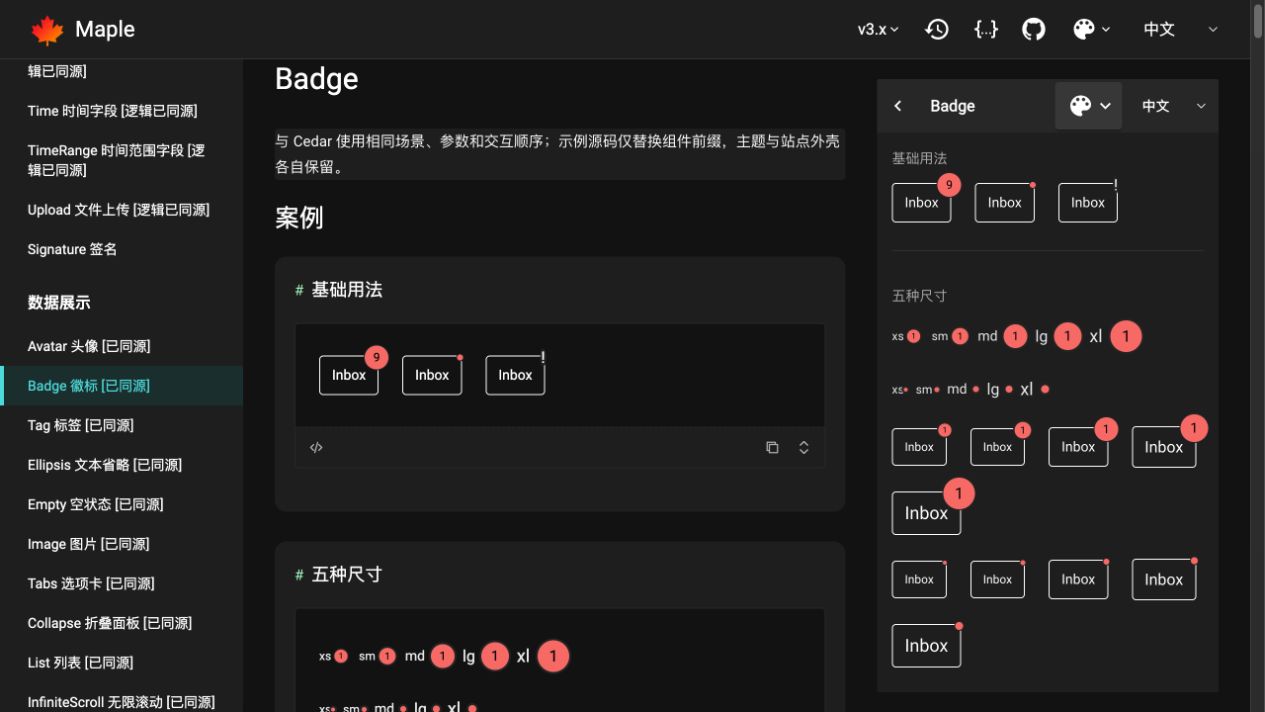 Maple
v3.x
中文
辑已同源]
Time 时间字段 [逻辑已同源]
TimeRange 时间范围字段 [逻
辑已同源]
Upload 文件上传 [逻辑已同源]
Signature 签名
数据展示
Avatar 头像 [已同源]
Badge 徽标 [已同源]
Tag 标签 [已同源]
Ellipsis 文本省略 [已同源]
Empty 空状态 [已同源]
Image 图片 [已同源]
Tabs 选项卡 [已同源]
Collapse 折叠面板 [已同源]
List 列表 [已同源]
InfiniteScroll 无限滚动 [已同源]
Badge
与 Cedar 使用相同场景、参数和交互顺序；示例源码仅替换组件前缀，主题与站点外壳
各自保留。
案例
# 基础用法
Inbox 9 Inbox Inbox !
# 五种尺寸
xs 1 sm 1 md 1 lg 1 xl 1
xs sm md lg xl
Badge
中文
基础用法
Inbox 9 Inbox Inbox !
五种尺寸
xs 1 sm 1 md 1 lg 1 xl 1
xs sm md lg xl
Inbox 1 Inbox 1 Inbox 1 Inbox 1
Inbox 1
Inbox Inbox Inbox Inbox
Inbox